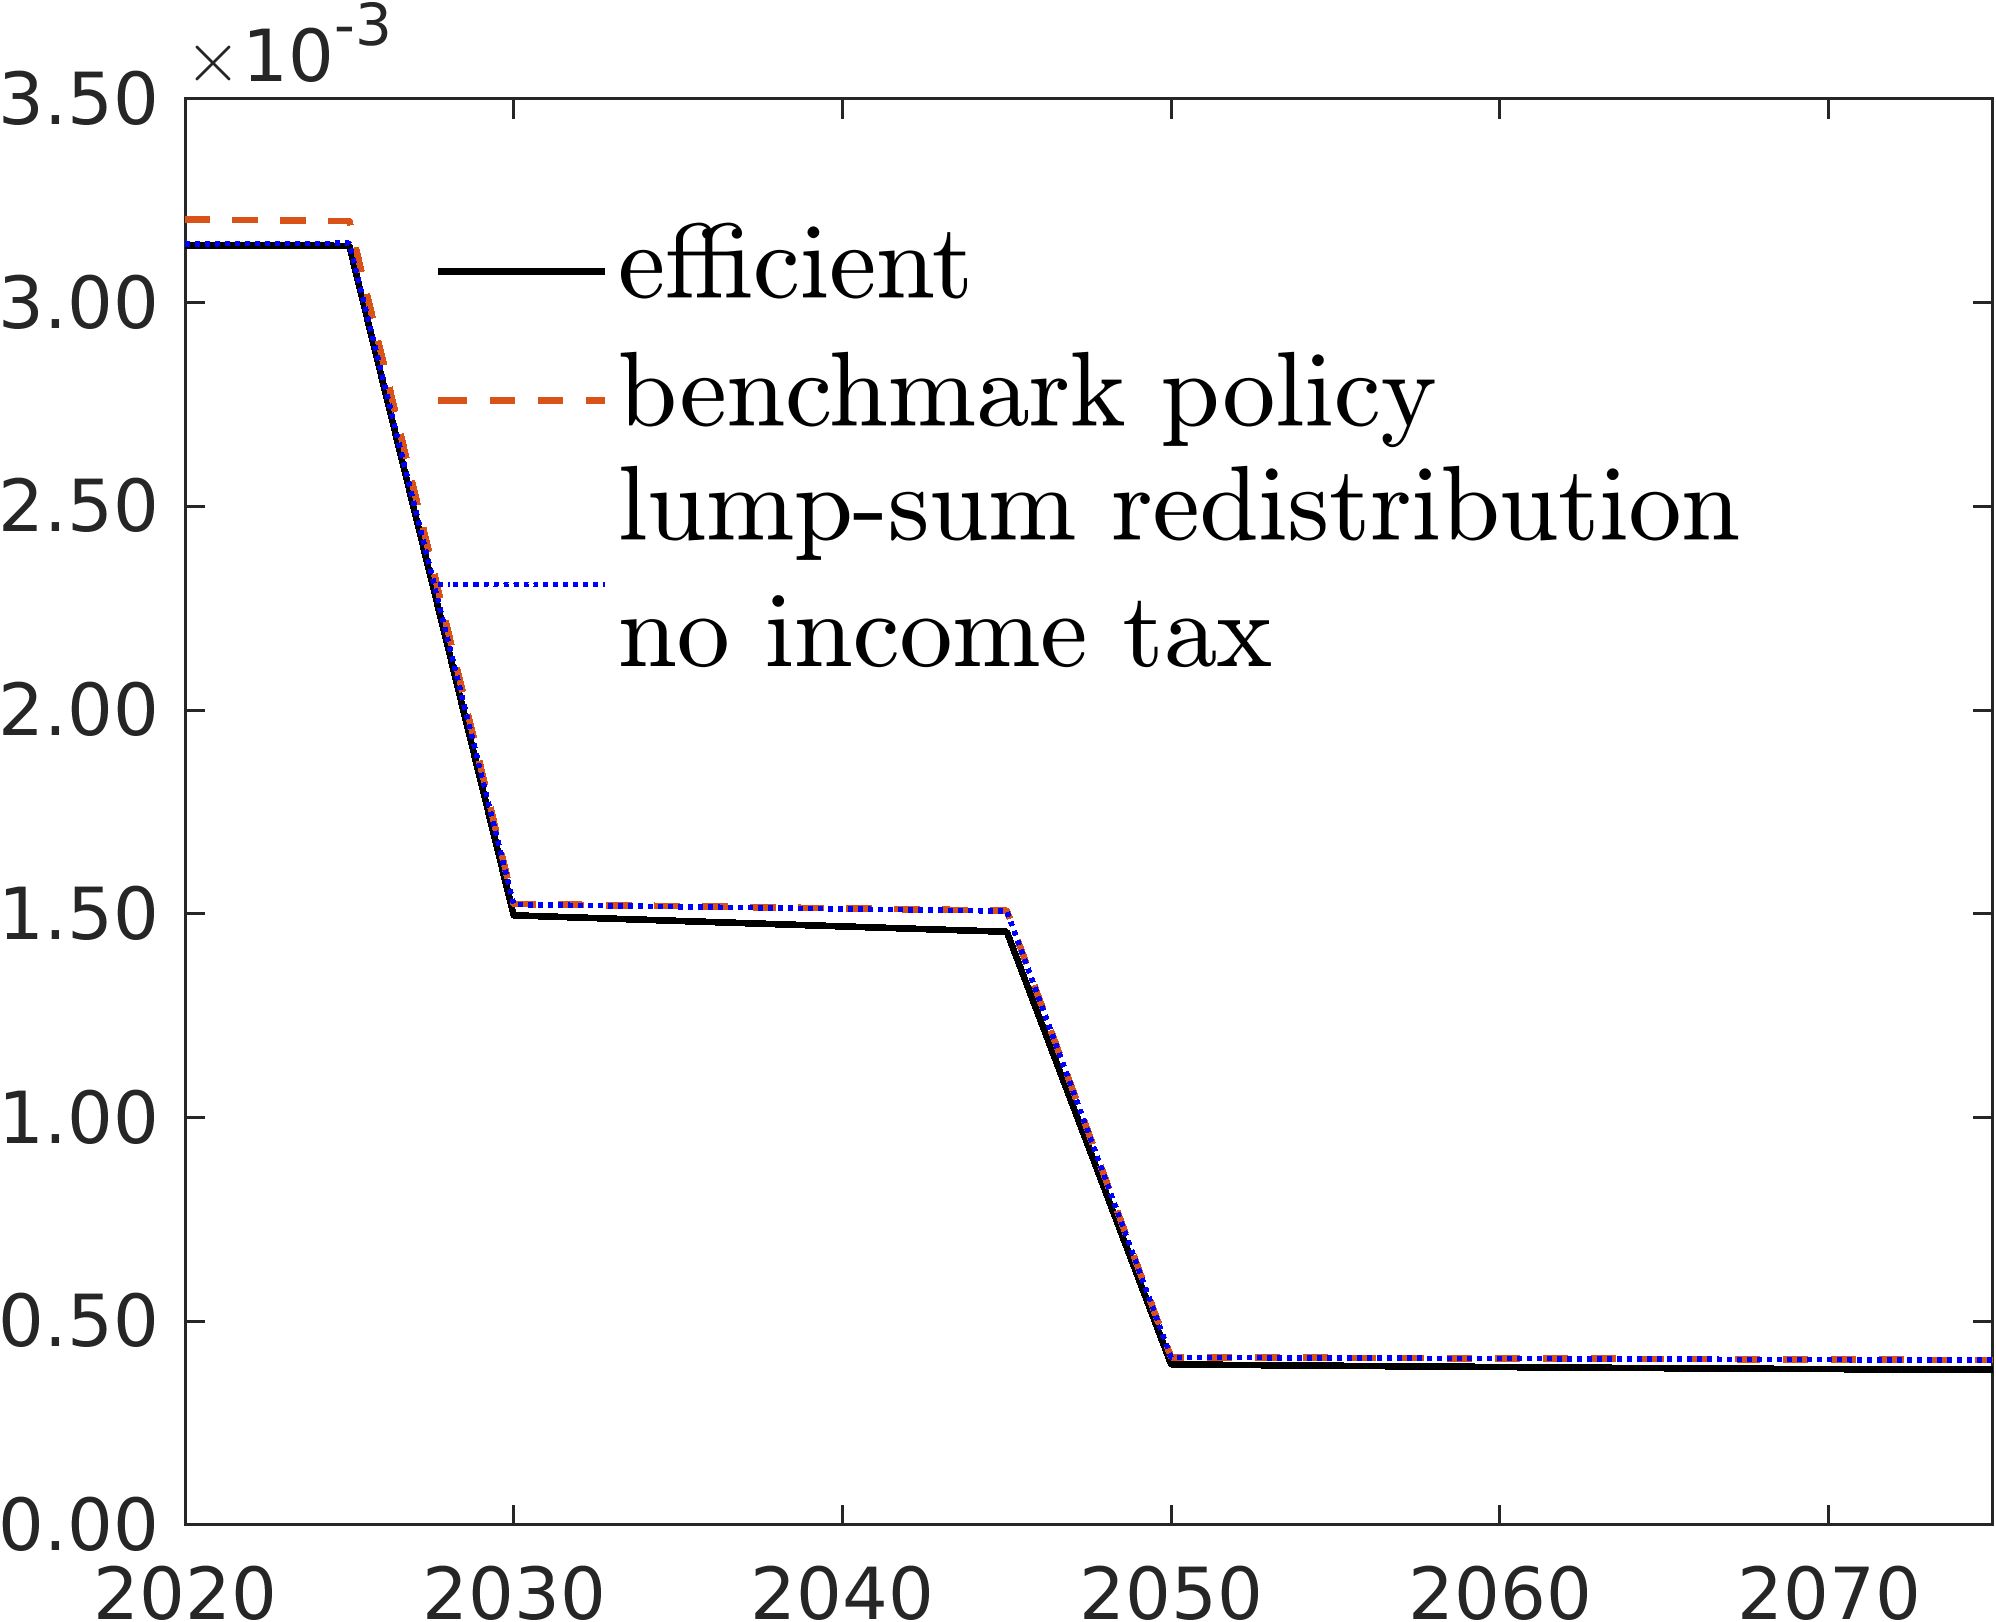 ×10-3
3.50
3.00
2.50
2.00
1.50
1.00
0.50
0.00
efficient
benchmark policy
lump-sum redistribution
no income tax
2020 2030 2040 2050 2060 2070